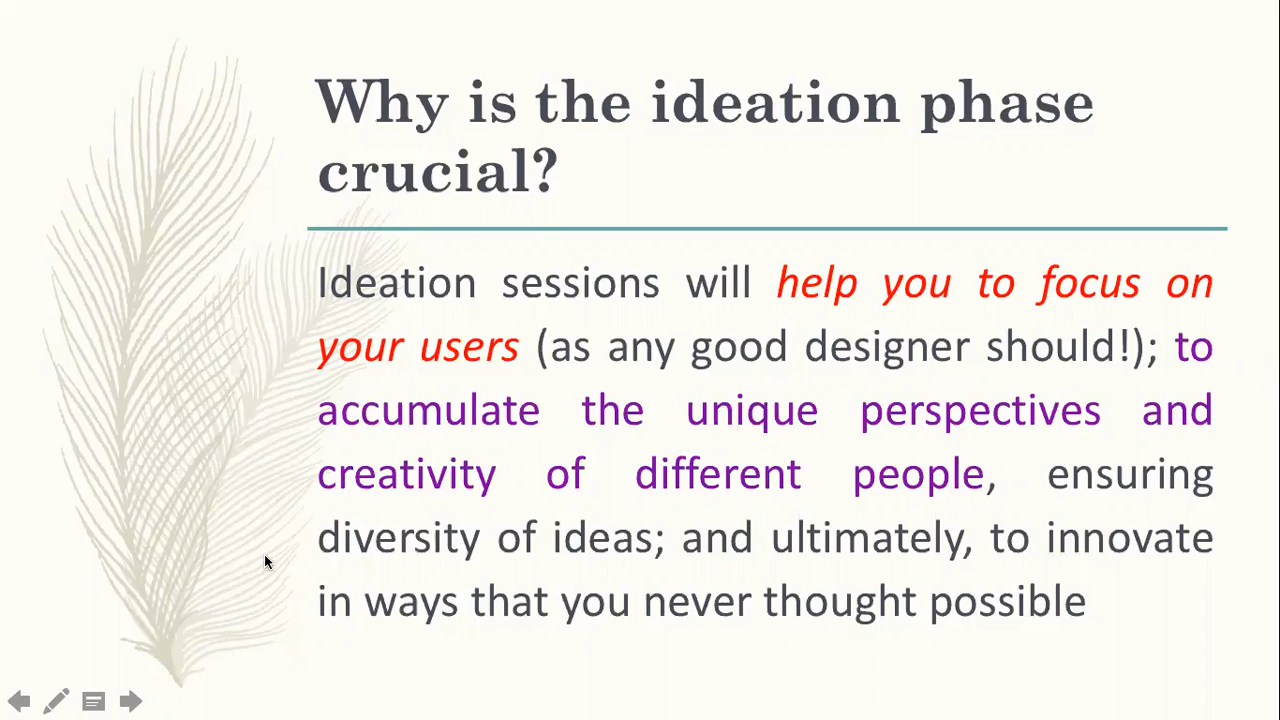 Why is the ideation phase
crucial?
Ideation sessions will help you to focus on
your users (as any good designer should!); to
accumulate the unique perspectives and
creativity of different people, ensuring
diversity of ideas; and ultimately, to innovate
in ways that you never thought possible